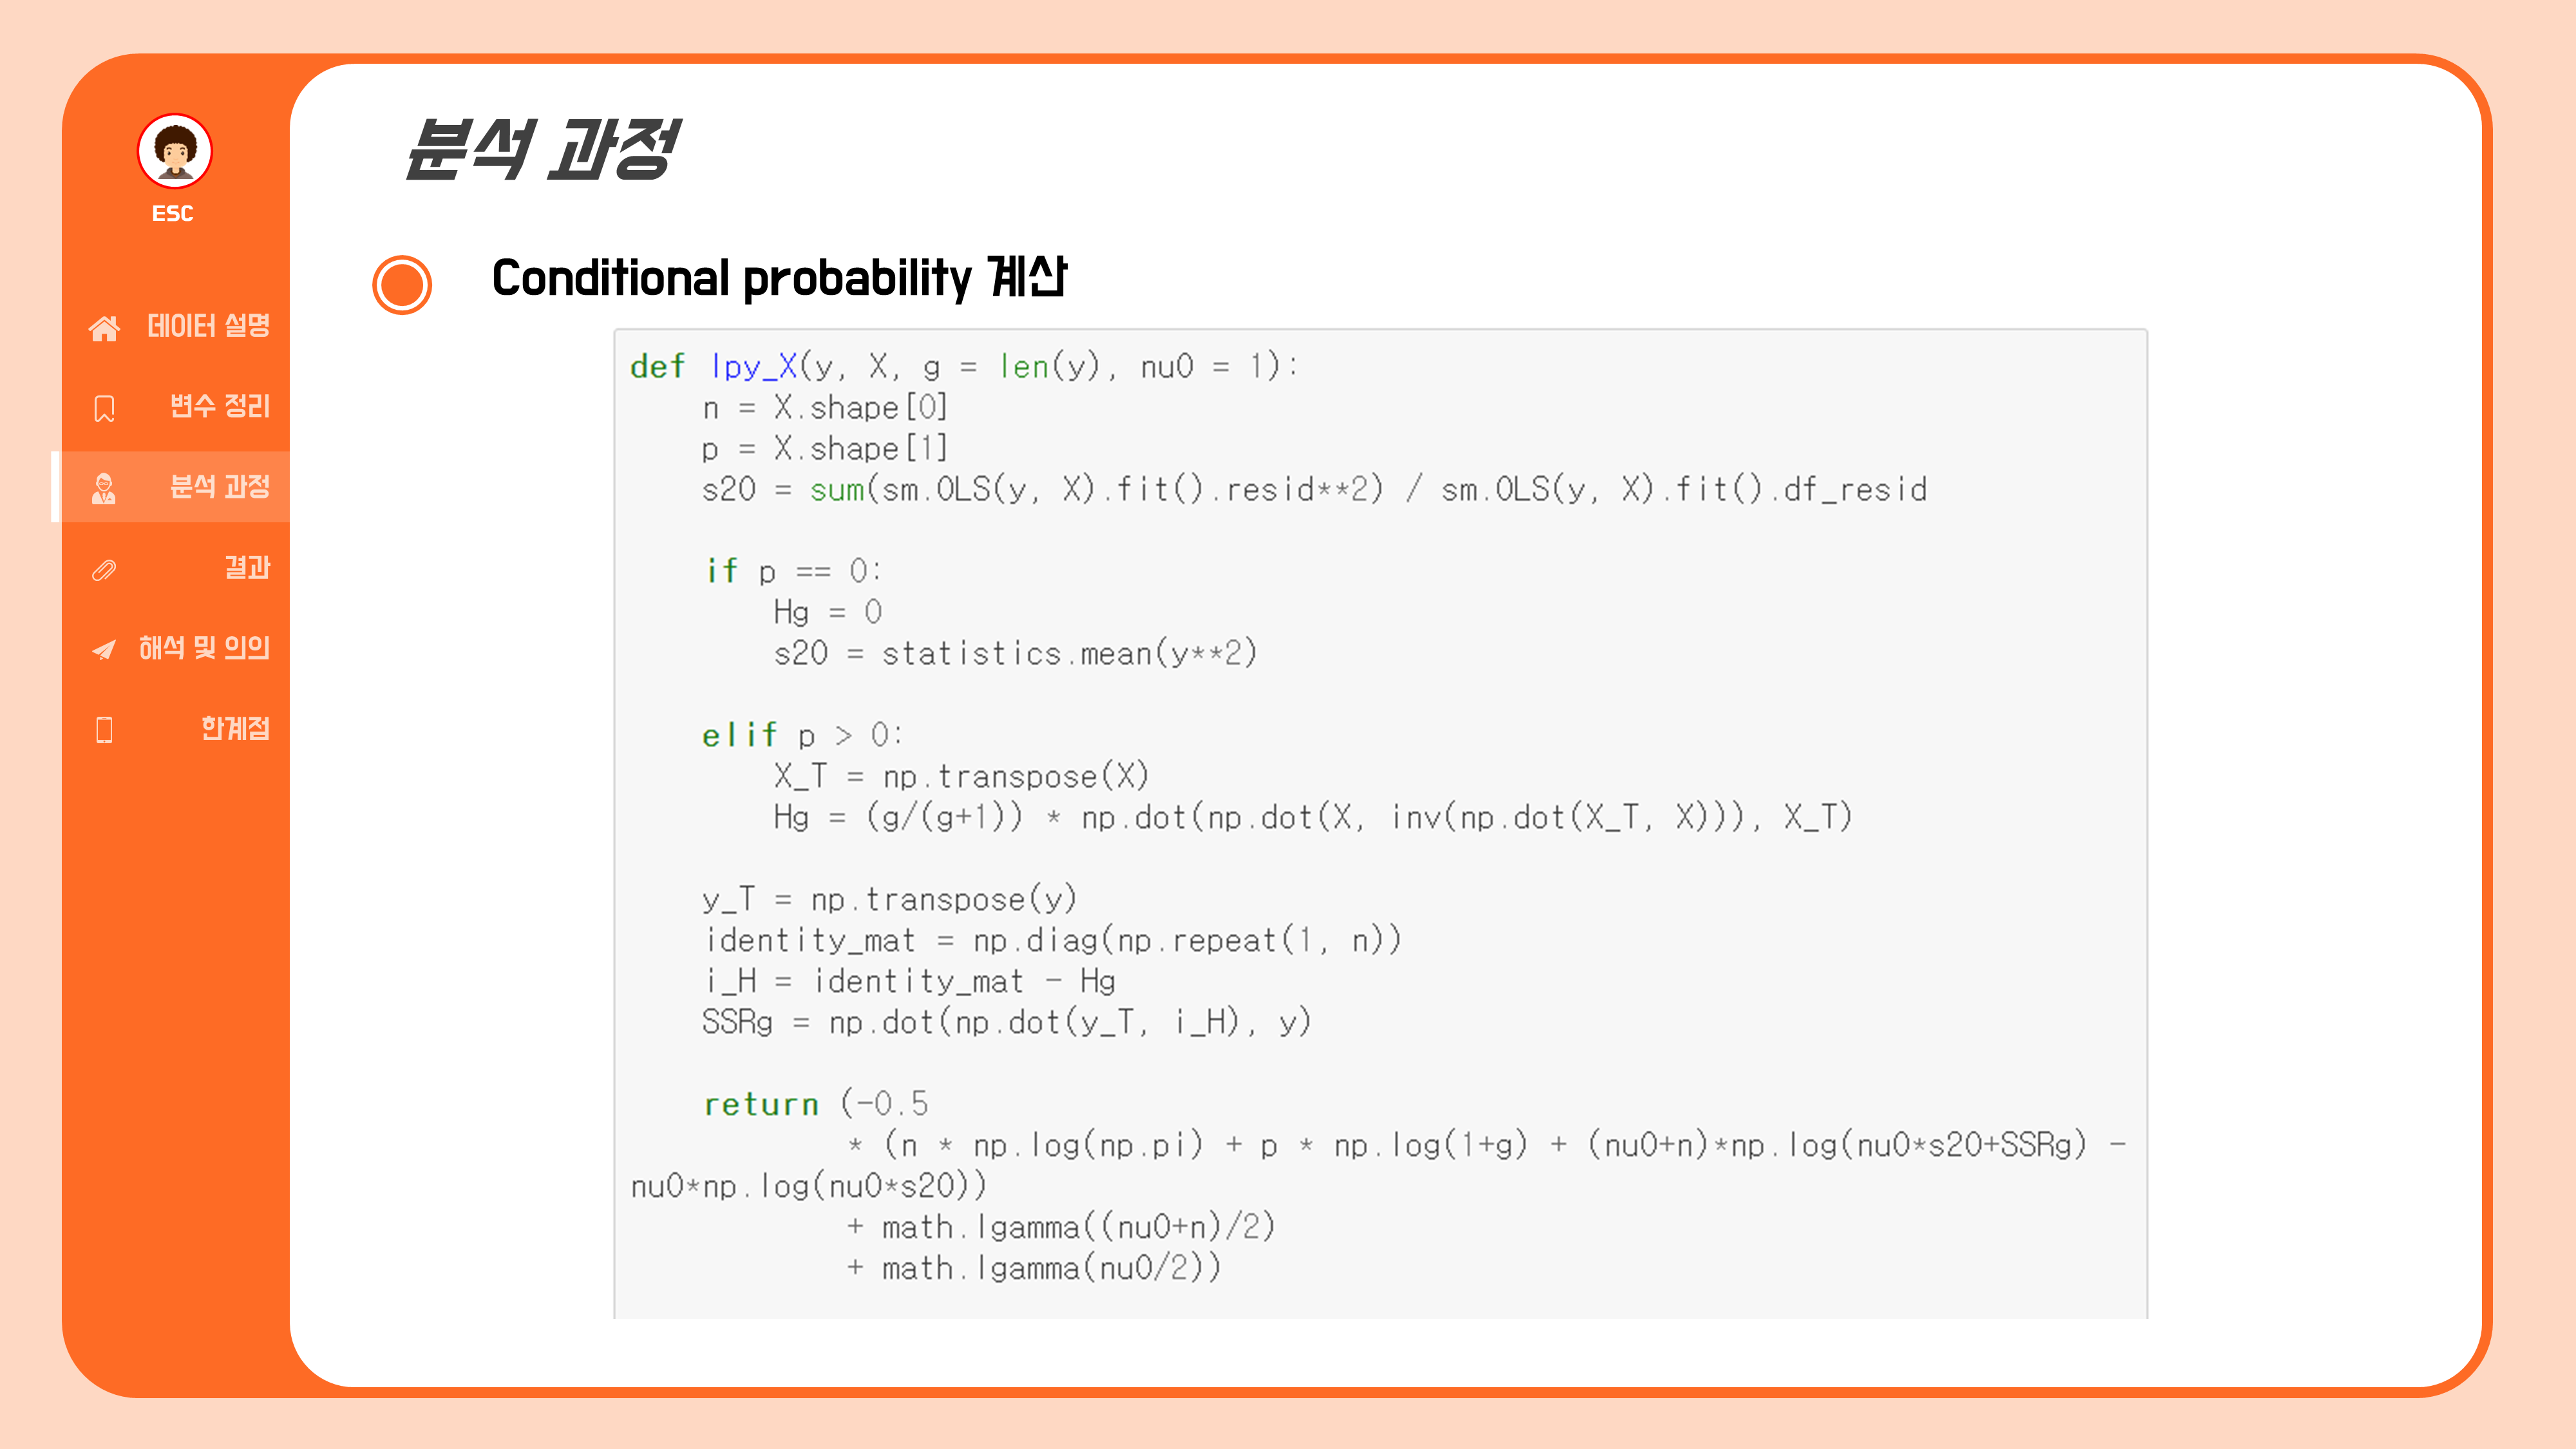 ESC
데이터 설명
변수 정리
분석 과정
결과
해석 및 의의
한계점
분석 과정
Conditional probability 계산
def lpy_X(y, X, g = len(y), nu0 = 1):
    n = X.shape[0]
    p = X.shape[1]
    s20 = sum(sm.OLS(y, X).fit().resid**2) / sm.OLS(y, X).fit().df_resid
    if p == 0:
        Hg = 0
        s20 = statistics.mean(y**2)
    elif p > 0:
        X_T = np.transpose(X)
        Hg = (g/(g+1)) * np.dot(np.dot(X, inv(np.dot(X_T, X))), X_T)
    y_T = np.transpose(y)
    identity_mat = np.diag(np.repeat(1, n))
    i_H = identity_mat - Hg
    SSRg = np.dot(np.dot(y_T, i_H), y)
    return (-0.5
            * (n * np.log(np.pi) + p * np.log(1+g) + (nu0+n)*np.log(nu0*s20+SSRg) -
nu0*np.log(nu0*s20))
            + math.lgamma((nu0+n)/2)
            + math.lgamma(nu0/2))